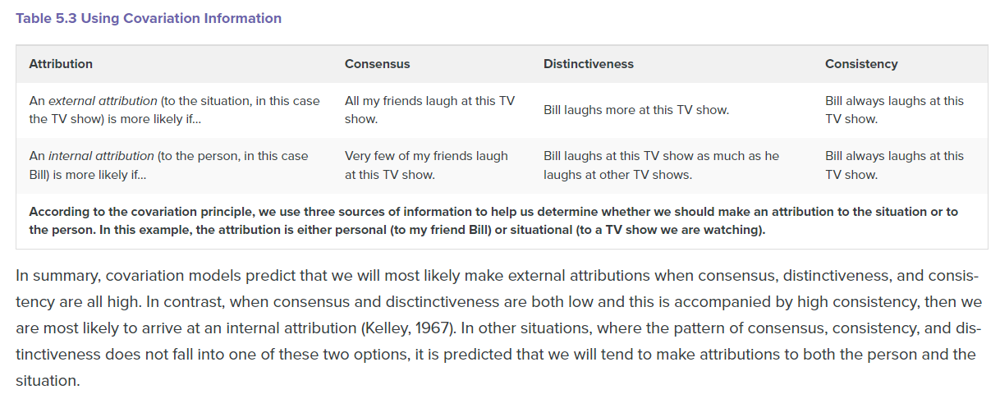 Table 5.3 Using Covariation Information
Attribution Consensus Distinctiveness Consistency
An external attribution (to the situation, in this case
the TV show) is more likely if...
All my friends laugh at this TV
show.
Bill laughs more at this TV show.
Bill always laughs at this
TV show.
An internal attribution (to the person, in this case
Bill) is more likely if...
Very few of my friends laugh
at this TV show.
Bill laughs at this TV show as much as he
laughs at other TV shows.
Bill always laughs at this
TV show.
According to the covariation principle, we use three sources of information to help us determine whether we should make an attribution to the situation or to
the person. In this example, the attribution is either personal (to my friend Bill) or situational (to a TV show we are watching).
In summary, covariation models predict that we will most likely make external attributions when consensus, distinctiveness, and consis-
tency are all high. In contrast, when consensus and disctinctiveness are both low and this is accompanied by high consistency, then we
are most likely to arrive at an internal attribution (Kelley, 1967). In other situations, where the pattern of consensus, consistency, and dis-
tinctiveness does not fall into one of these two options, it is predicted that we will tend to make attributions to both the person and the
situation.